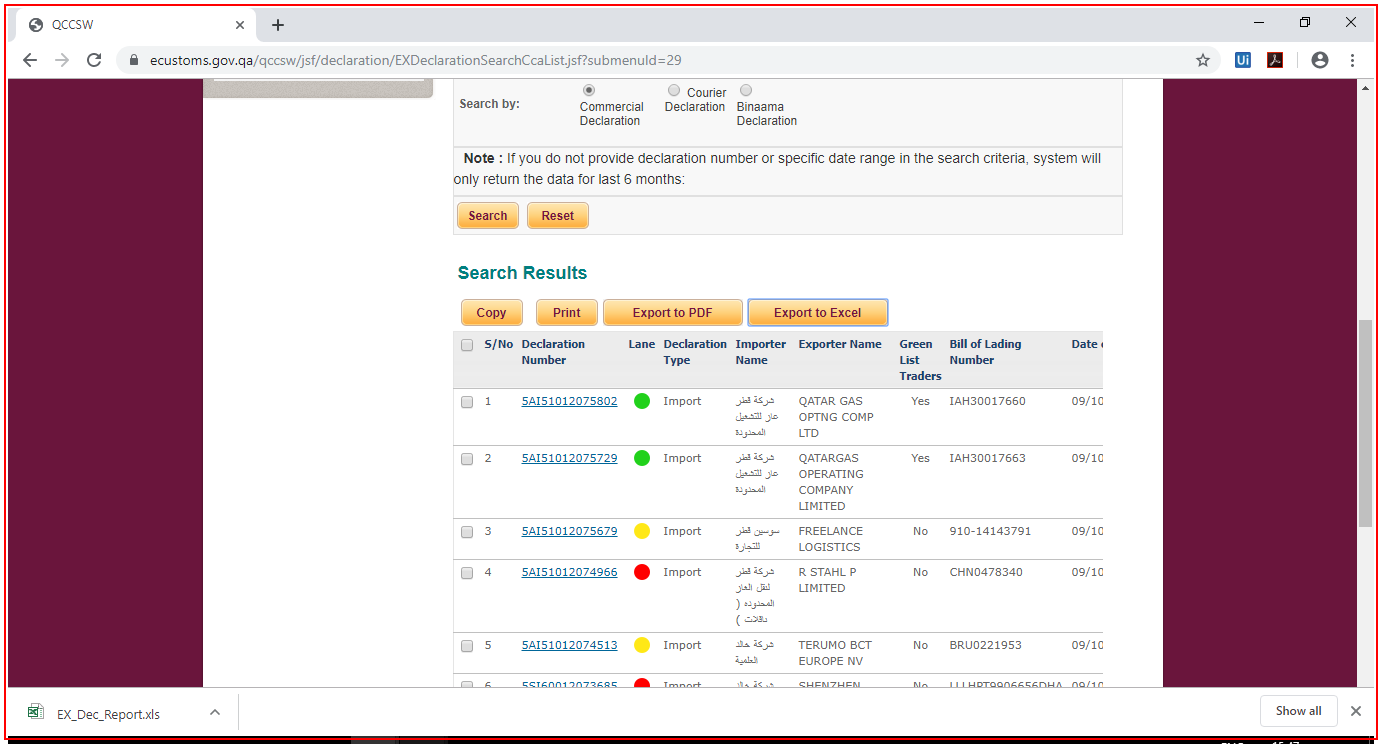 QCCSW
ecustoms.gov.qa/qccsw/jsf/declaration/EXDeclarationSearchCcaList.jsf?submenuId=29
Ui
Search by:
Commercial Declaration
Courier Declaration
Binaama Declaration
Note : If you do not provide declaration number or specific date range in the search criteria, system will
only return the data for last 6 months:
Search Reset
Search Results
Copy Print Export to PDF Export to Excel
S/No Declaration Number Lane Declaration Type Importer Name Exporter Name Green List Traders Bill of Lading Number Date
1 5AI51012075802 Import شركة قطر غاز للتشغيل المحدودة QATAR GAS OPTNG COMP LTD Yes IAH30017660 09/10
2 5AI51012075729 Import شركة قطر غاز للتشغيل المحدودة QATARGAS OPERATING COMPANY LIMITED Yes IAH30017663 09/10
3 5AI51012075679 Import سوسين قطر للتجارة FREELANCE LOGISTICS No 910-14143791 09/10
4 5AI51012074966 Import شركة قطر لنقل الغاز المحدوده ( ناقلات ) R STAHL P LIMITED No CHN0478340 09/10
5 5AI51012074513 Import شركة خالد العلمية TERUMO BCT EUROPE NV No BRU0221953 09/10
6 5SI60012073685 Import شركة خالد SHENZHEN No 09/10
EX_Dec_Report.xls
Show all